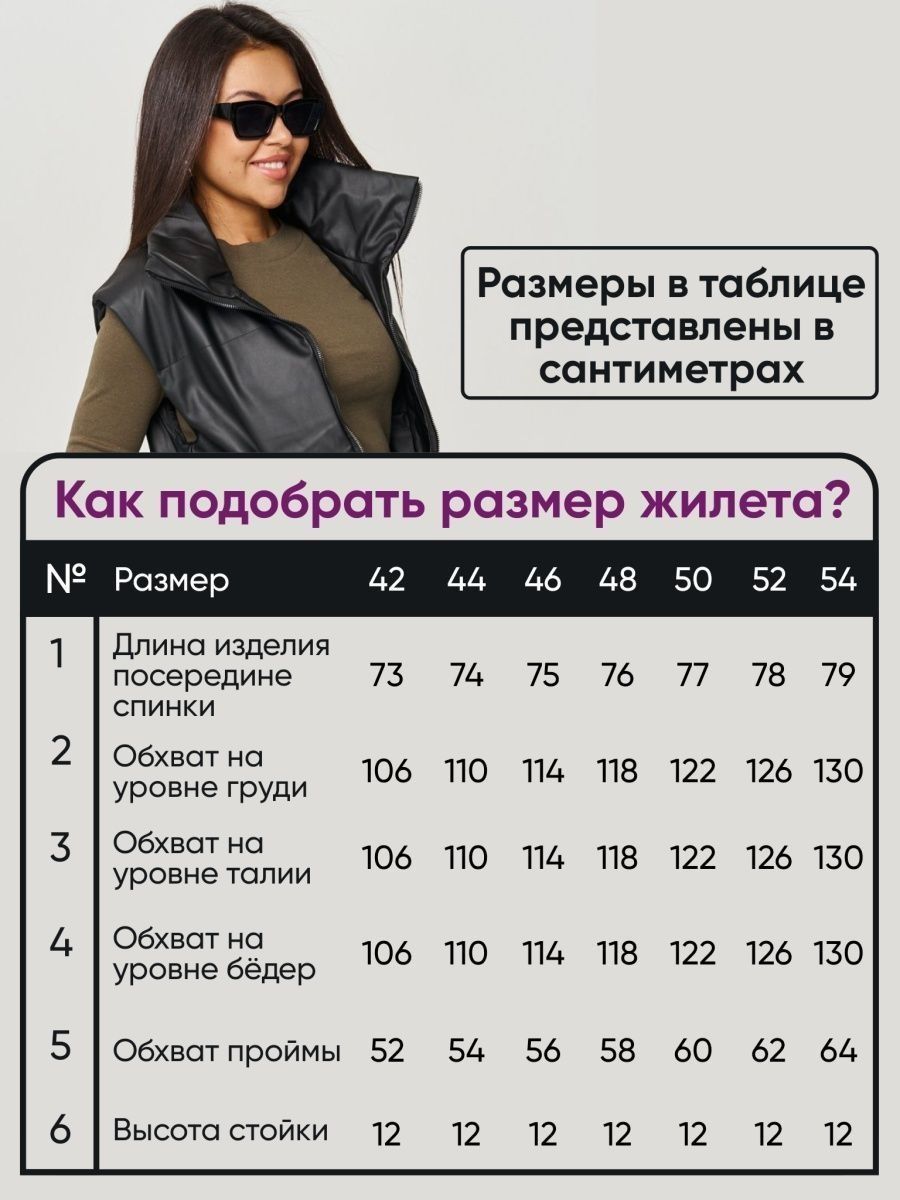 Размеры в таблице
представлены в
сантиметрах
Как подобрать размер жилета?
№ Размер 42 44 46 48 50 52 54
1 Длина изделия
посередине 73 74 75 76 77 78 79
спинки
2 Обхват на
уровне груди 106 110 114 118 122 126 130
3 Обхват на
уровне талии 106 110 114 118 122 126 130
4 Обхват на
уровне бёдер 106 110 114 118 122 126 130
5 Обхват проймы 52 54 56 58 60 62 64
6 Высота стойки 12 12 12 12 12 12 12